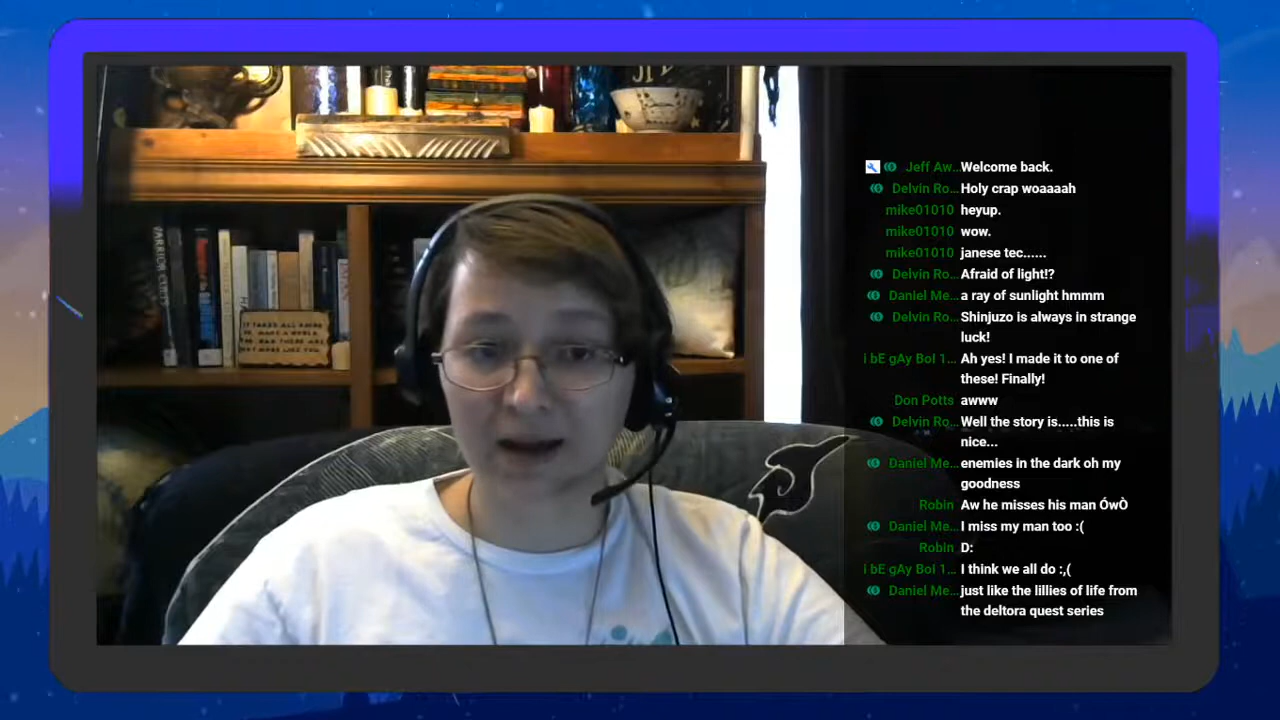 Jeff Aw... Welcome back.
Delvin Ro... Holy crap woaaaah
mike01010 heyup.
mike01010 wow.
mike01010 janese tec......
Delvin Ro... Afraid of light!?
Daniel Me... a ray of sunlight hmmm
Delvin Ro... Shinjuzo is always in strange
luck!
i bE gAy BoI 1... Ah yes! I made it to one of
these! Finally!
Don Potts awww
Delvin Ro... Well the story is.....this is
nice...
Daniel Me... enemies in the dark oh my
goodness
Robin Aw he misses his man ÓwÒ
Daniel Me... I miss my man too :(
Robin D:
i bE gAy BoI 1... I think we all do :,(
Daniel Me... just like the lillies of life from
the deltora quest series
IT TAKES ALL KINDS